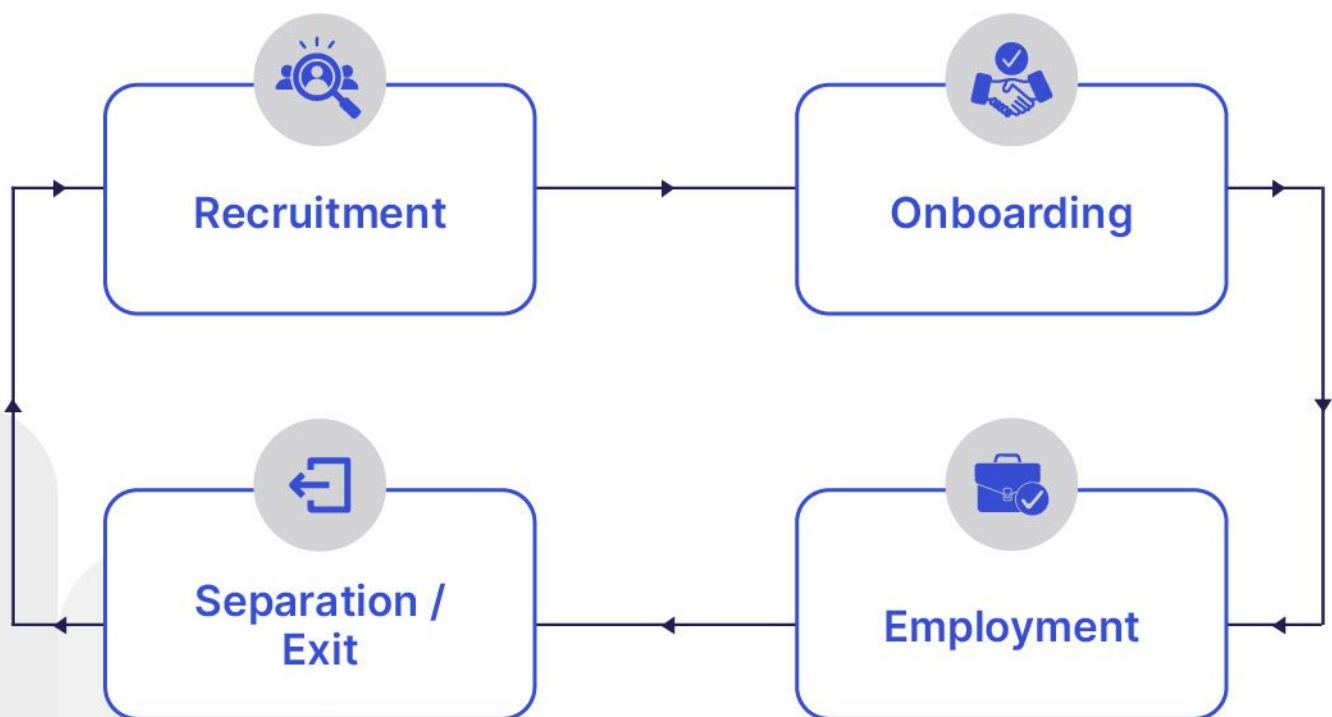 Recruitment
Onboarding
Separation /
Exit
Employment